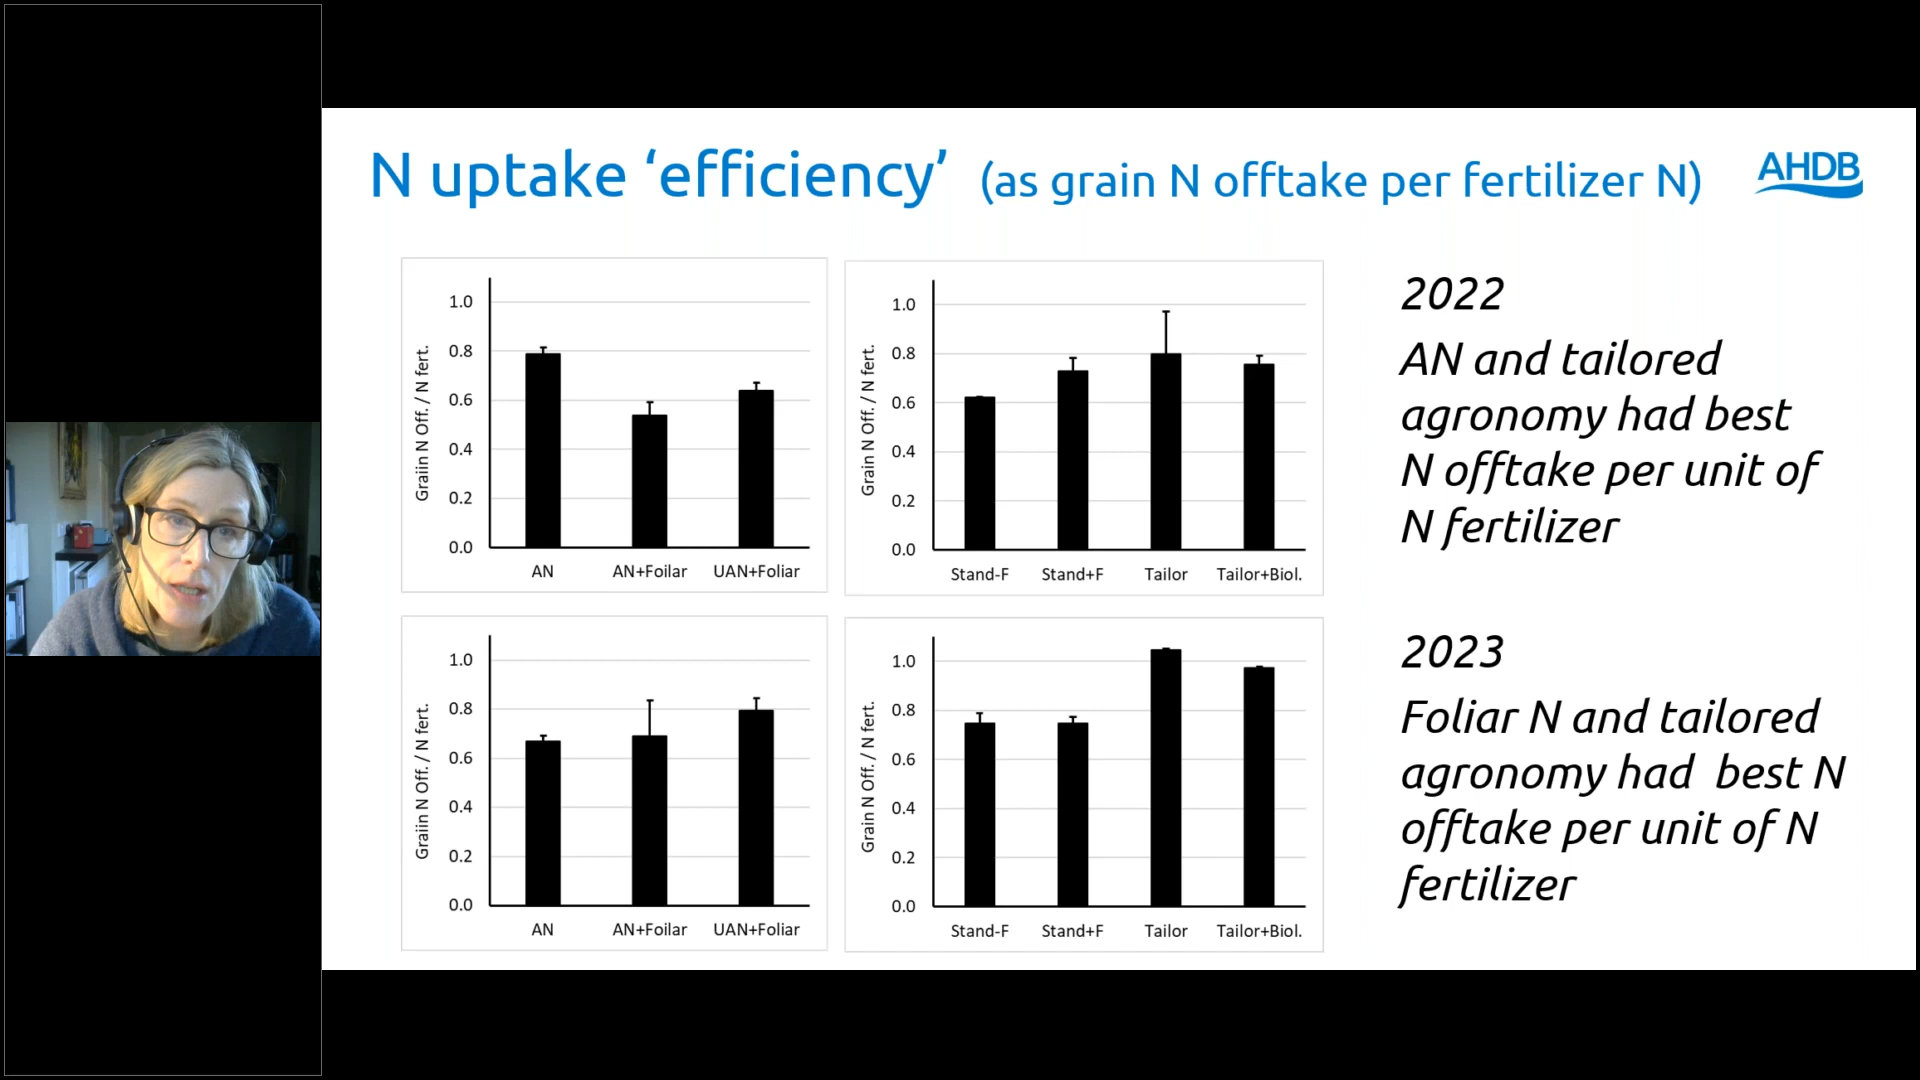 N uptake ‘efficiency’ (as grain N offtake per fertilizer N)
AHDB
Graiin N Off. / N fert.
1.0
0.8
0.6
0.4
0.2
0.0
AN
AN+Foilar
UAN+Foliar
Grain N Off. / N fert.
1.0
0.8
0.6
0.4
0.2
0.0
Stand-F
Stand+F
Tailor
Tailor+Biol.
2022
AN and tailored
agronomy had best
N offtake per unit of
N fertilizer
Graiin N Off. / N fert.
1.0
0.8
0.6
0.4
0.2
0.0
AN
AN+Foilar
UAN+Foliar
Grain N Off. / N fert.
1.0
0.8
0.6
0.4
0.2
0.0
Stand-F
Stand+F
Tailor
Tailor+Biol.
2023
Foliar N and tailored
agronomy had  best N
offtake per unit of N
fertilizer